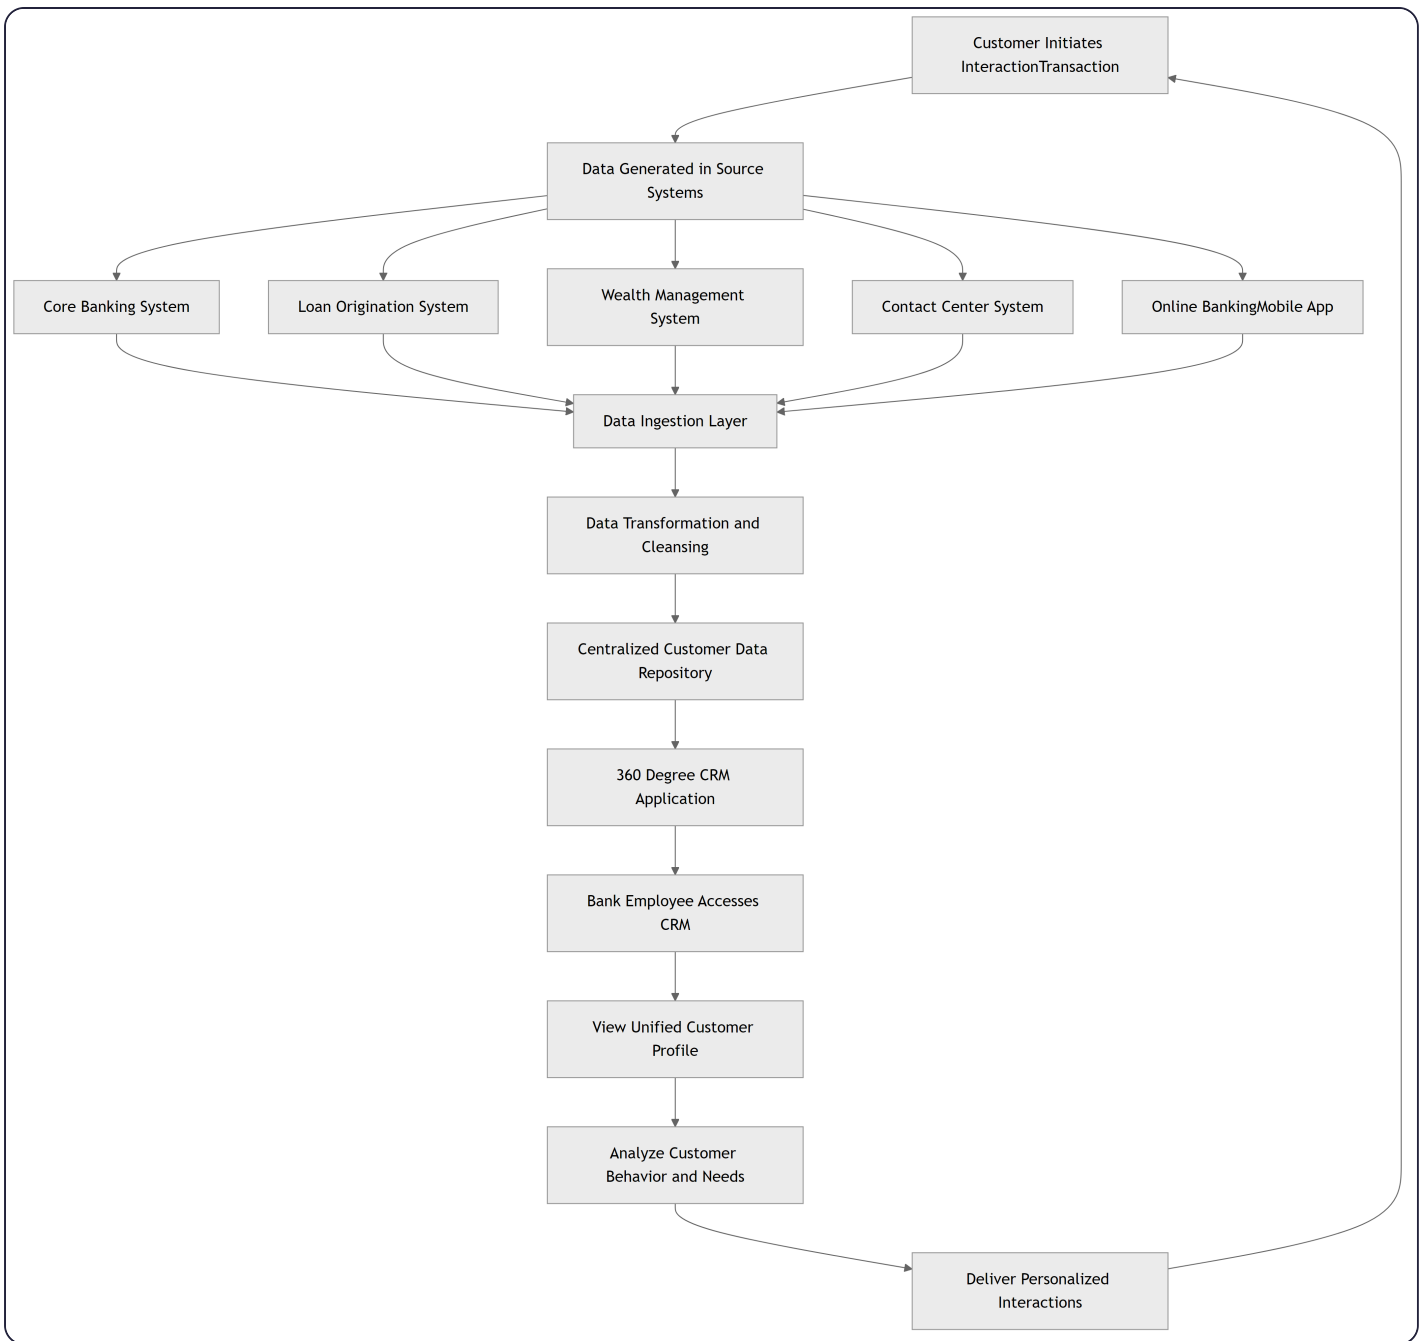 Customer Initiates
InteractionTransaction
Data Generated in Source
Systems
Core Banking System
Loan Origination System
Wealth Management
System
Contact Center System
Online BankingMobile App
Data Ingestion Layer
Data Transformation and
Cleansing
Centralized Customer Data
Repository
360 Degree CRM
Application
Bank Employee Accesses
CRM
View Unified Customer
Profile
Analyze Customer
Behavior and Needs
Deliver Personalized
Interactions